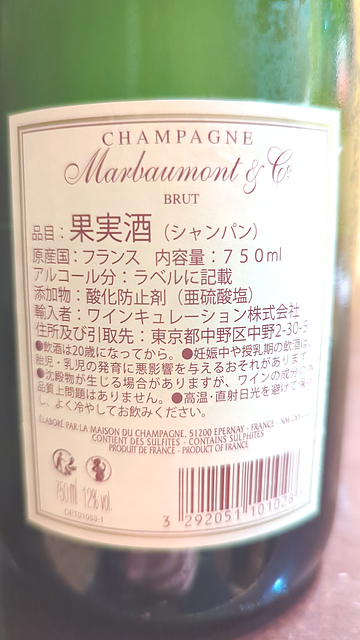 CHAMPAGNE
Marbaumont & Cº
BRUT
品目：果実酒（シャンパン）
原産国：フランス 内容量：７５０ml
アルコール分：ラベルに記載
添加物：酸化防止剤（亜硫酸塩）
輸入者：ワインキュレーション株式会社
住所及び引取先：東京都中野区中野2-30-5
●飲酒は20歳になってから。●妊娠中や授乳期の飲酒は、
胎児・乳児の発育に悪影響を与えるおそれがあります
●沈殿物が生じる場合がありますが、ワインの成分の
品質上問題はありません。●高温・直射日光を避けて
よく冷やしてお飲みください。
ÉLABORÉ PAR LA MAISON DU CHAMPAGNE, 51200 EPERNAY - FRANCE -
CONTIENT DES SULFITES - CONTAINS SULPHITES
PRODUIT DE FRANCE - PRODUCT OF FRANCE
750 ml 12% vol.
3 292051 101028